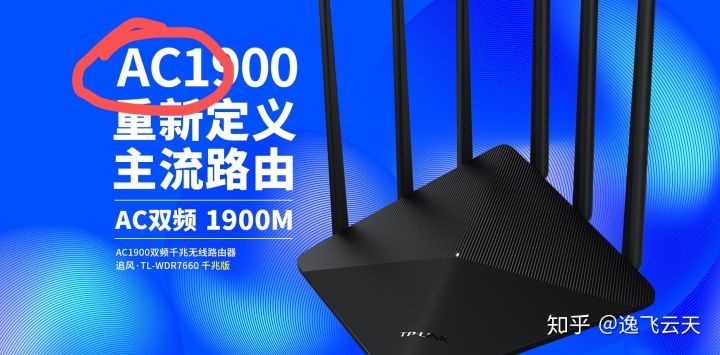 AC1900
重新定义
主流路由
AC双频 1900M
AC1900双频千兆无线路由器
追风·TL-WDR7660 千兆版
TP-LINK
知乎 @逸飞云天